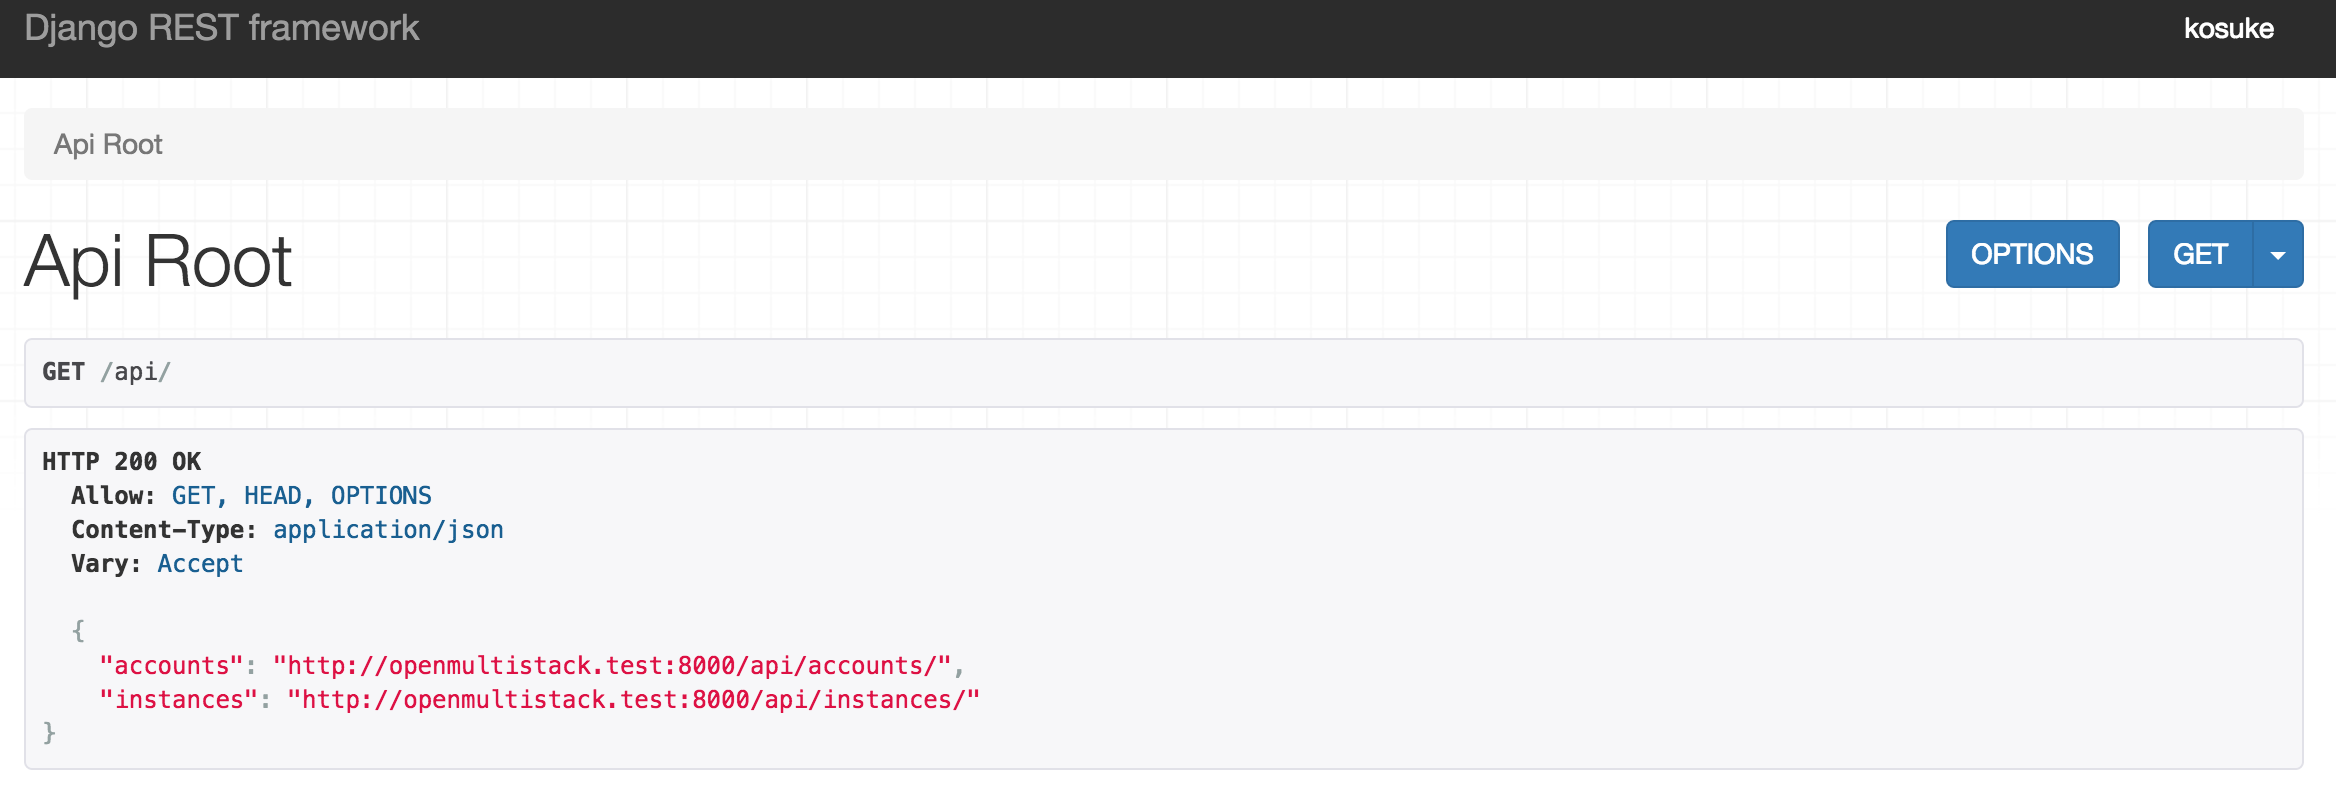 Django REST framework
kosuke
Api Root
Api Root
OPTIONS
GET
GET /api/
HTTP 200 OK
Allow: GET, HEAD, OPTIONS
Content-Type: application/json
Vary: Accept
{
"accounts": "http://openmultistack.test:8000/api/accounts/",
"instances": "http://openmultistack.test:8000/api/instances/"
}